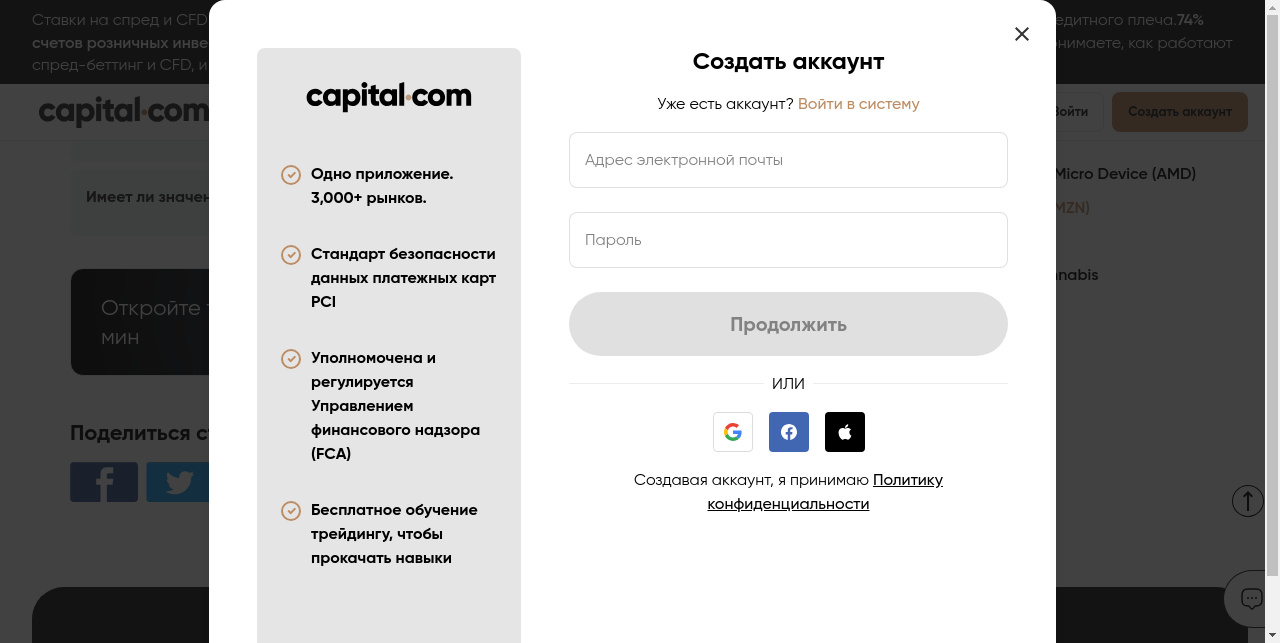 Ставки на спред и CFD
едитного плеча.74%
счетов розничных инве
онимаете, как работают
спред-беттинг и CFD, и
capital.com
Войти
Создать аккаунт
Имеет ли значен
Micro Device (AMD)
MZN)
nnabis
Откройте
мин
Поделиться с
capital.com
Одно приложение.
3,000+ рынков.
Стандарт безопасности
данных платежных карт
PCI
Уполномочена и
регулируется
Управлением
финансового надзора
(FCA)
Бесплатное обучение
трейдингу, чтобы
прокачать навыки
Создать аккаунт
Уже есть аккаунт? Войти в систему
Адрес электронной почты
Пароль
Продолжить
ИЛИ
Создавая аккаунт, я принимаю Политику
конфиденциальности